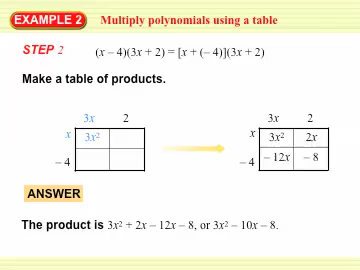 EXAMPLE 2 Multiply polynomials using a table
STEP 2 (x – 4)(3x + 2) = [x + (– 4)](3x + 2)
Make a table of products.
3x 2 3x 2
x 3x² x 3x² 2x
– 4 – 4 – 12x – 8
ANSWER
The product is 3x² + 2x – 12x – 8, or 3x² – 10x – 8.